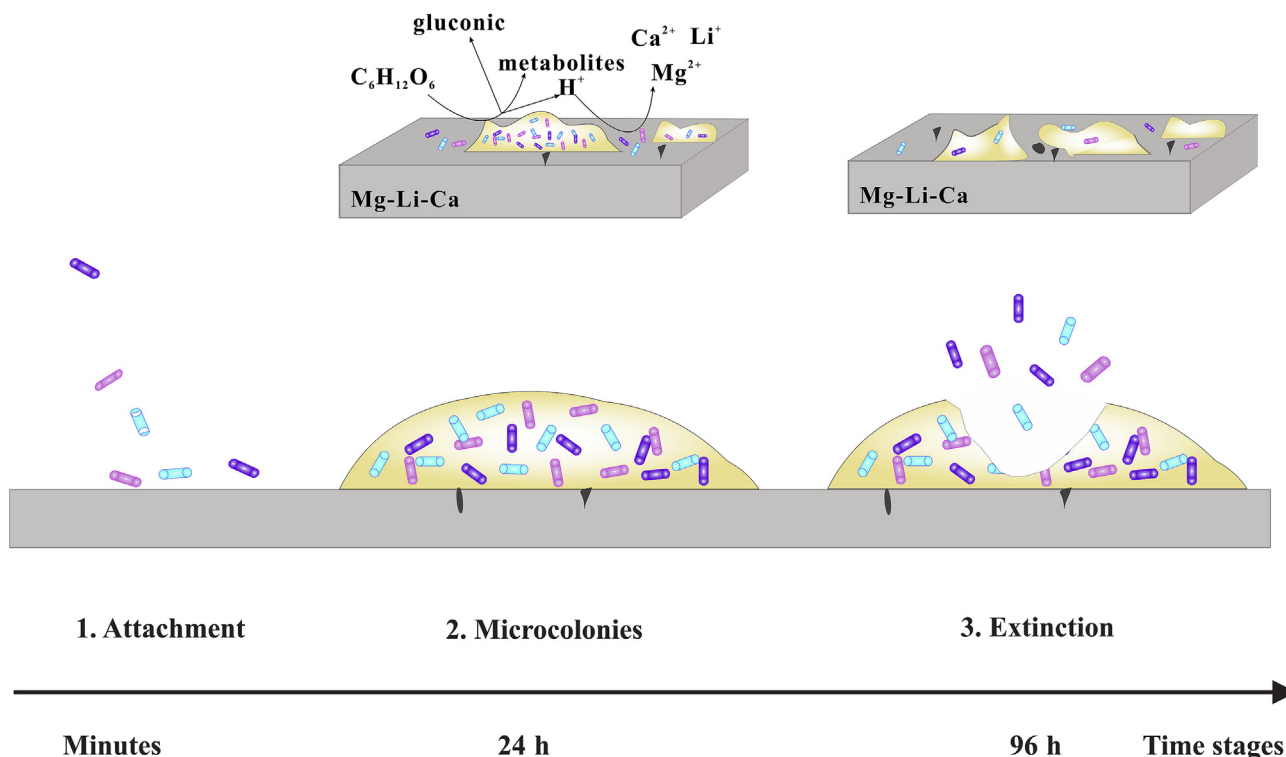 gluconic
Ca²⁺ Li⁺
metabolites
C₆H₁₂O₆
H⁺
Mg²⁺
Mg-Li-Ca
Mg-Li-Ca
1. Attachment
2. Microcolonies
3. Extinction
Minutes
24 h
96 h
Time stages